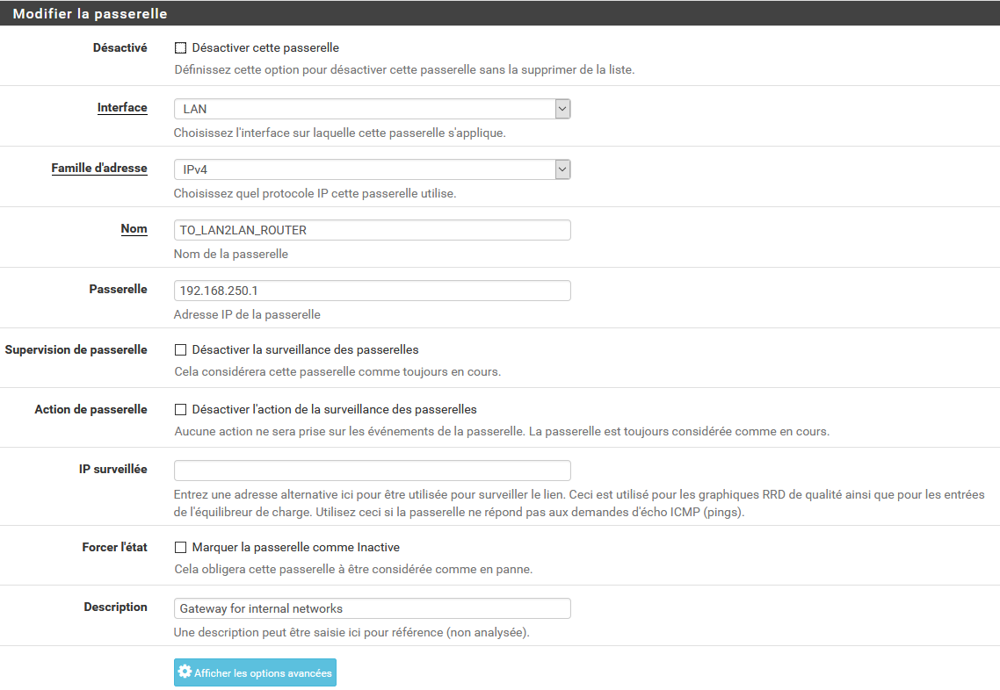 Modifier la passerelle
Désactivé
Désactiver cette passerelle
Définissez cette option pour désactiver cette passerelle sans la supprimer de la liste.
Interface
LAN
Choisissez l'interface sur laquelle cette passerelle s'applique.
Famille d'adresse
IPv4
Choisissez quel protocole IP cette passerelle utilise.
Nom
TO_LAN2LAN_ROUTER
Nom de la passerelle
Passerelle
192.168.250.1
Adresse IP de la passerelle
Supervision de passerelle
Désactiver la surveillance des passerelles
Cela considérera cette passerelle comme toujours en cours.
Action de passerelle
Désactiver l'action de la surveillance des passerelles
Aucune action ne sera prise sur les événements de la passerelle. La passerelle est toujours considérée comme en cours.
IP surveillée
Entrez une adresse alternative ici pour être utilisée pour surveiller le lien. Ceci est utilisé pour les graphiques RRD de qualité ainsi que pour les entrées
de l'équilibreur de charge. Utilisez ceci si la passerelle ne répond pas aux demandes d'écho ICMP (pings).
Forcer l'état
Marquer la passerelle comme Inactive
Cela obligera cette passerelle à être considérée comme en panne.
Description
Gateway for internal networks
Une description peut être saisie ici pour référence (non analysée).
Afficher les options avancées